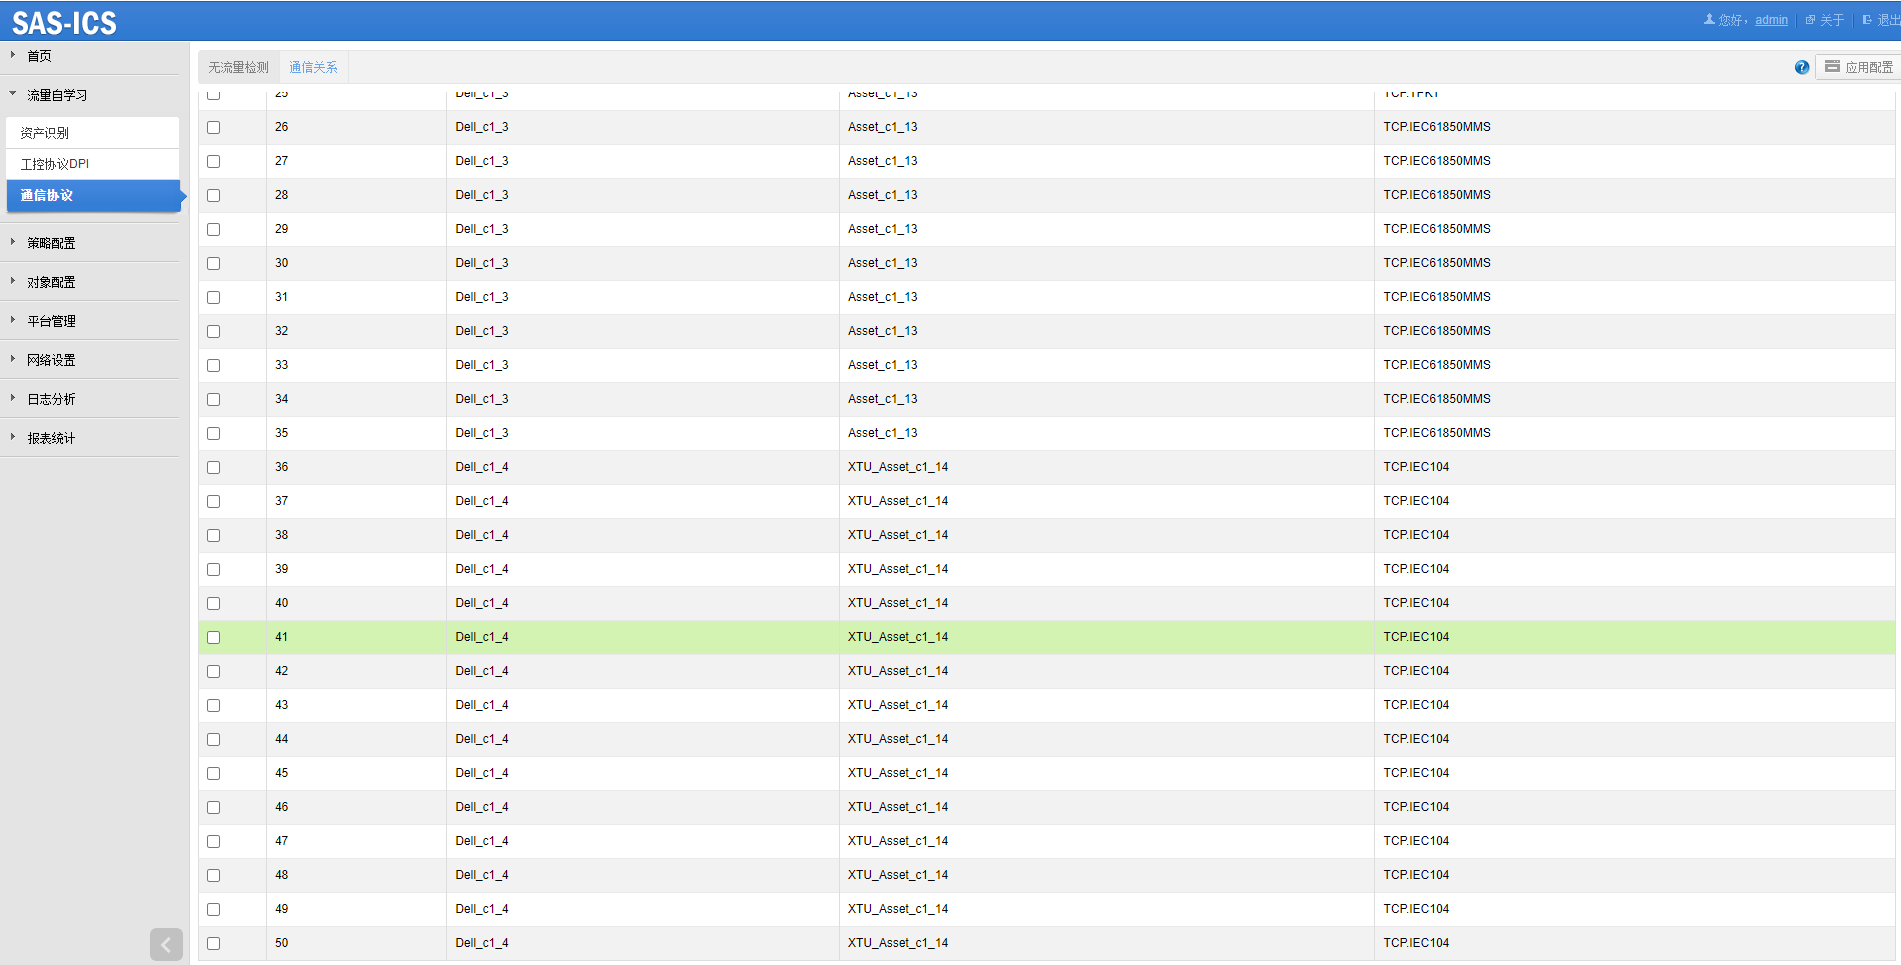 SAS-ICS
您好， admin 关于 退出
首页
流量自学习
资产识别
工控协议DPI
通信协议
策略配置
对象配置
平台管理
网络设置
日志分析
报表统计
无流量检测 通信关系 应用配置
25 Dell_c1_3 Asset_c1_13 TCP.TPKT
26 Dell_c1_3 Asset_c1_13 TCP.IEC61850MMS
27 Dell_c1_3 Asset_c1_13 TCP.IEC61850MMS
28 Dell_c1_3 Asset_c1_13 TCP.IEC61850MMS
29 Dell_c1_3 Asset_c1_13 TCP.IEC61850MMS
30 Dell_c1_3 Asset_c1_13 TCP.IEC61850MMS
31 Dell_c1_3 Asset_c1_13 TCP.IEC61850MMS
32 Dell_c1_3 Asset_c1_13 TCP.IEC61850MMS
33 Dell_c1_3 Asset_c1_13 TCP.IEC61850MMS
34 Dell_c1_3 Asset_c1_13 TCP.IEC61850MMS
35 Dell_c1_3 Asset_c1_13 TCP.IEC61850MMS
36 Dell_c1_4 XTU_Asset_c1_14 TCP.IEC104
37 Dell_c1_4 XTU_Asset_c1_14 TCP.IEC104
38 Dell_c1_4 XTU_Asset_c1_14 TCP.IEC104
39 Dell_c1_4 XTU_Asset_c1_14 TCP.IEC104
40 Dell_c1_4 XTU_Asset_c1_14 TCP.IEC104
41 Dell_c1_4 XTU_Asset_c1_14 TCP.IEC104
42 Dell_c1_4 XTU_Asset_c1_14 TCP.IEC104
43 Dell_c1_4 XTU_Asset_c1_14 TCP.IEC104
44 Dell_c1_4 XTU_Asset_c1_14 TCP.IEC104
45 Dell_c1_4 XTU_Asset_c1_14 TCP.IEC104
46 Dell_c1_4 XTU_Asset_c1_14 TCP.IEC104
47 Dell_c1_4 XTU_Asset_c1_14 TCP.IEC104
48 Dell_c1_4 XTU_Asset_c1_14 TCP.IEC104
49 Dell_c1_4 XTU_Asset_c1_14 TCP.IEC104
50 Dell_c1_4 XTU_Asset_c1_14 TCP.IEC104